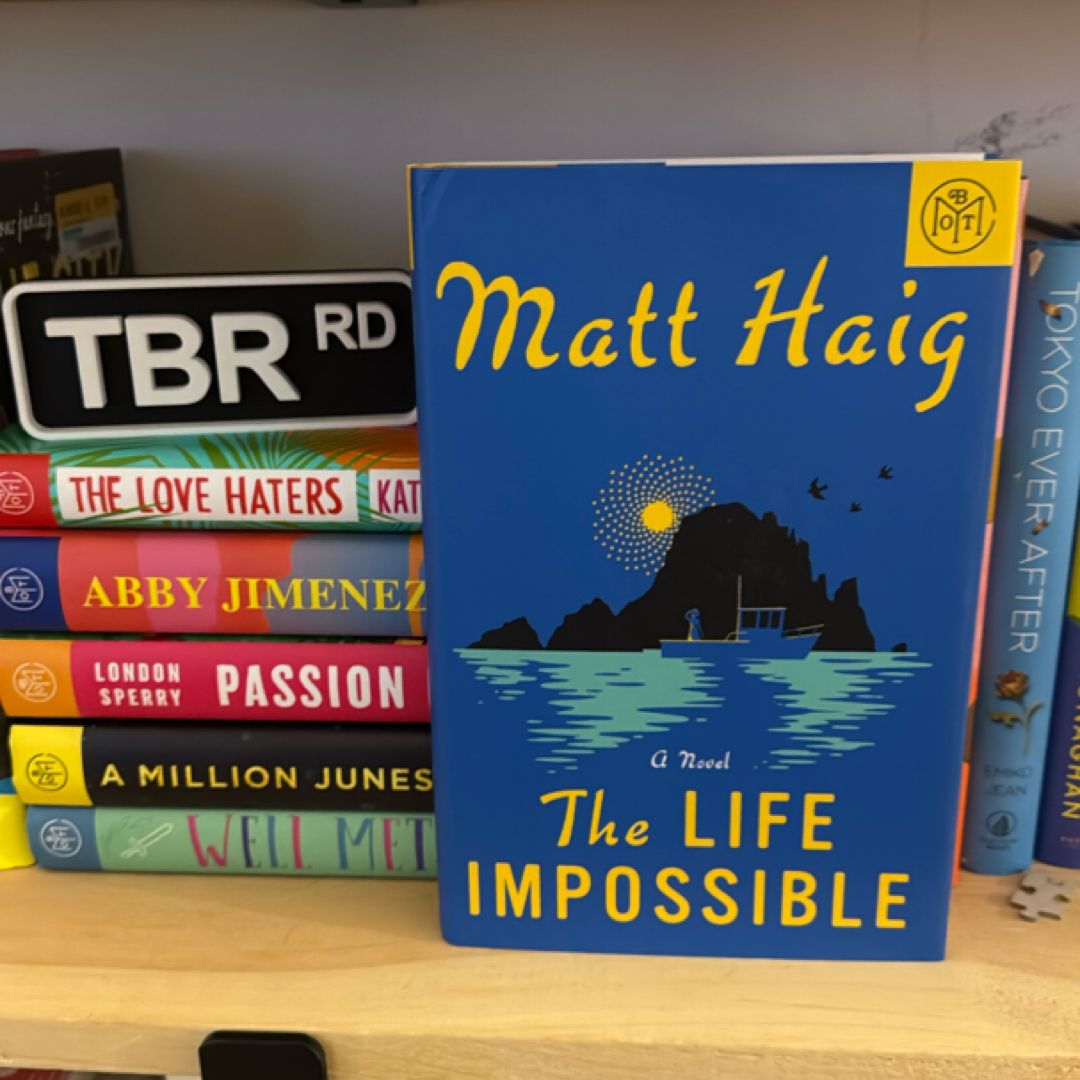 TBR RD
THE LOVE HATERS KAT
ABBY JIMENEZ
LONDON
SPERRY
PASSION
A MILLION JUNES
WELL MET
BOTM
Matt Haig
A Novel
The LIFE
IMPOSSIBLE
TOKYO EVER AFTER
EMIKO
JEAN